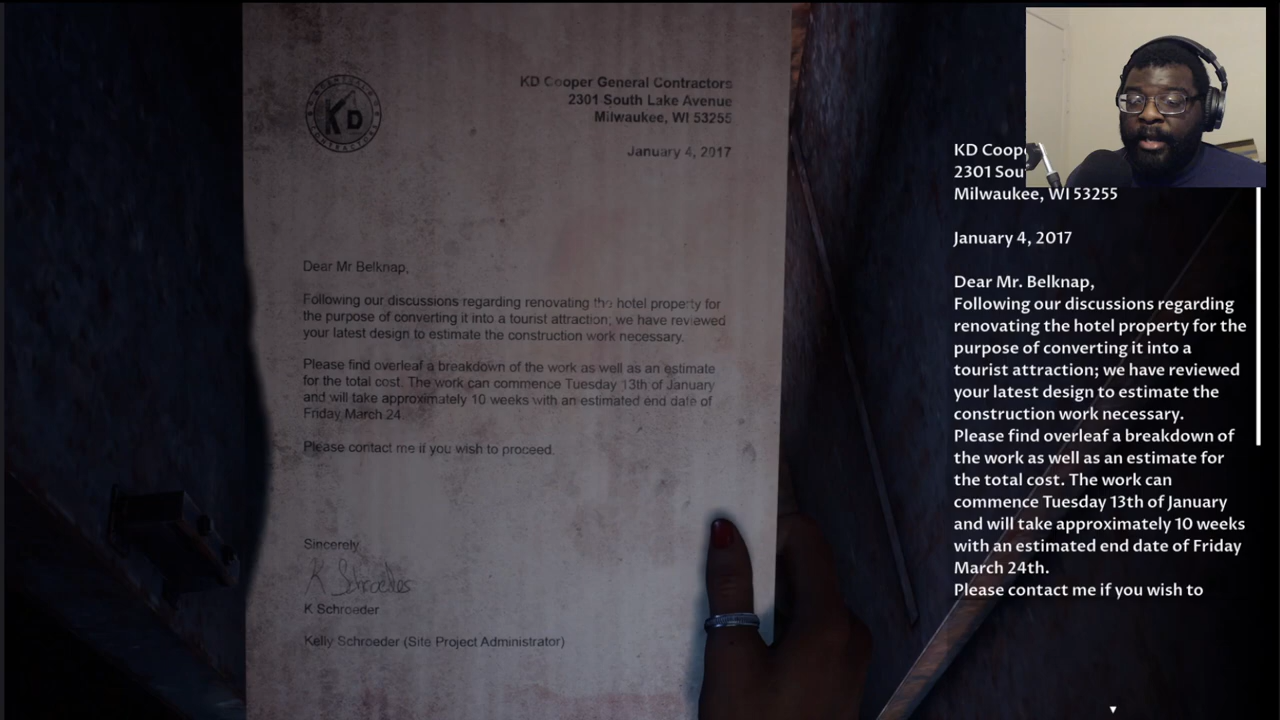 KD
KD Cooper General Contractors
2301 South Lake Avenue
Milwaukee, WI 53255
January 4, 2017
Dear Mr Belknap,
Following our discussions regarding renovating the hotel property for
the purpose of converting it into a tourist attraction; we have reviewed
your latest design to estimate the construction work necessary.
Please find overleaf a breakdown of the work as well as an estimate
for the total cost. The work can commence Tuesday 13th of January
and will take approximately 10 weeks with an estimated end date of
Friday March 24.
Please contact me if you wish to proceed.
Sincerely
K Schroeder
K Schroeder
Kelly Schroeder (Site Project Administrator)
KD Coop
2301 Sou
Milwaukee, WI 53255
January 4, 2017
Dear Mr. Belknap,
Following our discussions regarding
renovating the hotel property for the
purpose of converting it into a
tourist attraction; we have reviewed
your latest design to estimate the
construction work necessary.
Please find overleaf a breakdown of
the work as well as an estimate for
the total cost. The work can
commence Tuesday 13th of January
and will take approximately 10 weeks
with an estimated end date of Friday
March 24th.
Please contact me if you wish to